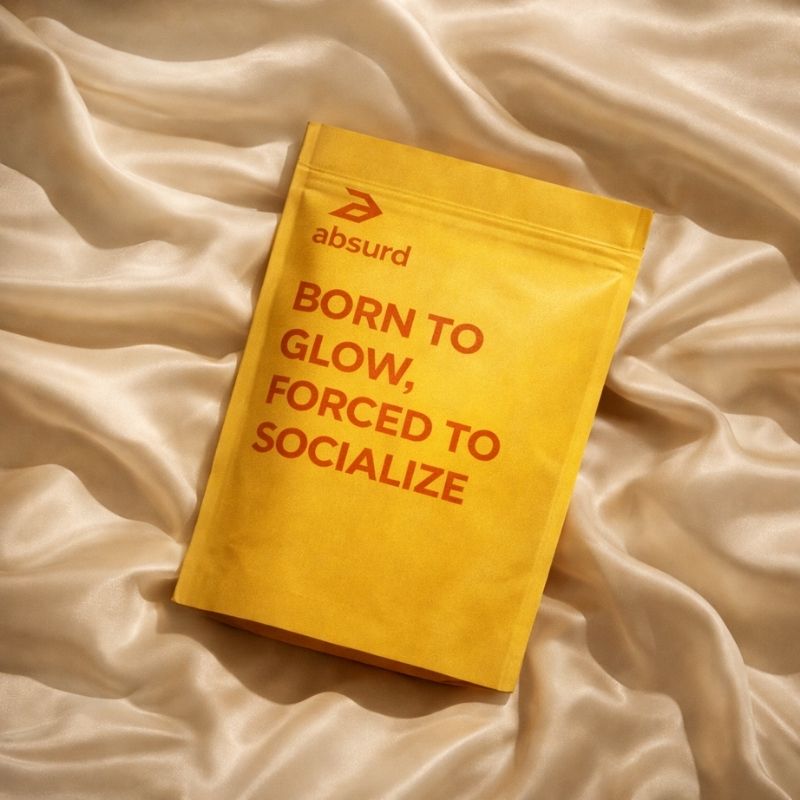 absurd
BORN TO
GLOW,
FORCED TO
SOCIALIZE